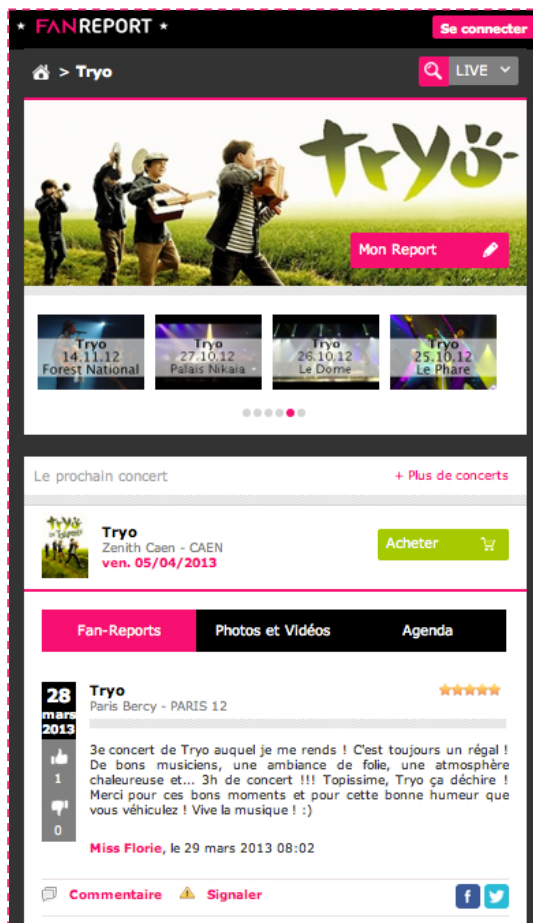 ★ FANREPORT ★
Se connecter
> Tryo
LIVE
Tryö
Mon Report
Tryo
14.11.12
Forest National
Tryo
27.10.12
Palais Nikaia
Tryo
26.10.12
Le Dome
Tryo
25.10.12
Le Phare
Le prochain concert
+ Plus de concerts
Tryo
Zenith Caen - CAEN
ven. 05/04/2013
Acheter
Fan-Reports
Photos et Vidéos
Agenda
28
mars
2013
Tryo
Paris Bercy - PARIS 12
1
0
3e concert de Tryo auquel je me rends ! C'est toujours un régal !
De bons musiciens, une ambiance de folie, une atmosphère
chaleureuse et... 3h de concert !!! Topissime, Tryo ça déchire !
Merci pour ces bons moments et pour cette bonne humeur que
vous véhiculez ! Vive la musique ! :)
Miss Florie, le 29 mars 2013 08:02
Commentaire
Signaler
f